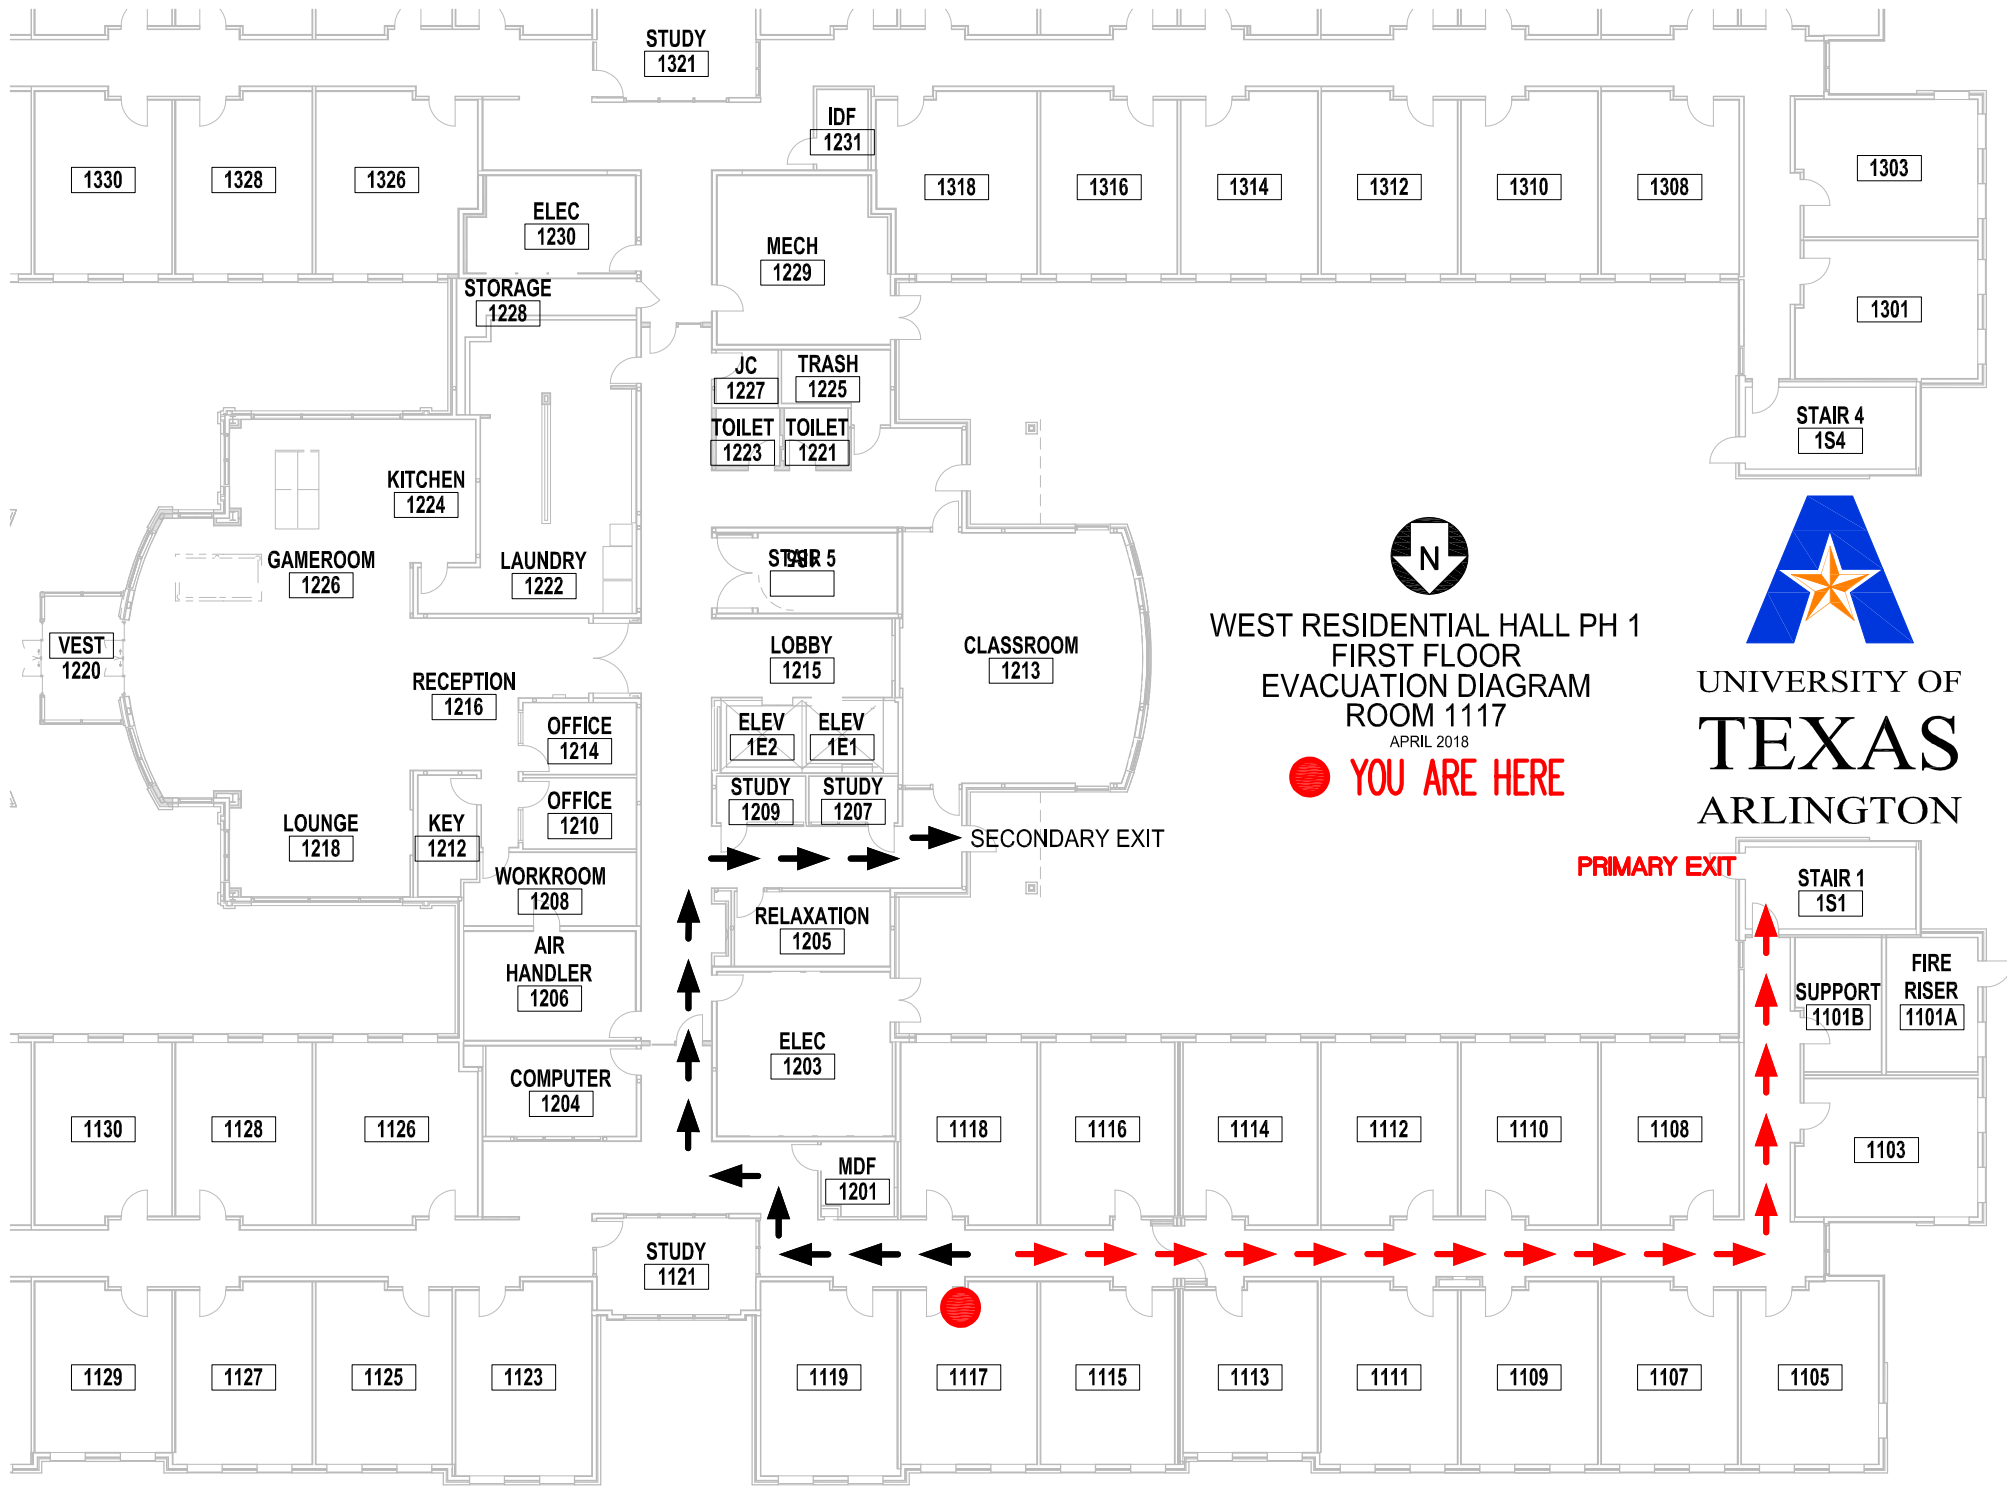 STUDY
1321
IDF
1231
1330
1328
1326
1318
1316
1314
1312
1310
1308
1303
ELEC
1230
MECH
1229
STORAGE
1228
1301
JC
1227
TRASH
1225
TOILET
1223
TOILET
1221
STAIR 4
1S4
KITCHEN
1224
GAMEROOM
1226
LAUNDRY
1222
STAIR 5
N
VEST
1220
LOBBY
1215
CLASSROOM
1213
RECEPTION
1216
OFFICE
1214
ELEV
1E2
ELEV
1E1
WEST RESIDENTIAL HALL PH 1
FIRST FLOOR
EVACUATION DIAGRAM
ROOM 1117
APRIL 2018
YOU ARE HERE
UNIVERSITY OF
TEXAS
ARLINGTON
STUDY
1209
STUDY
1207
OFFICE
1210
LOUNGE
1218
KEY
1212
SECONDARY EXIT
PRIMARY EXIT
STAIR 1
1S1
WORKROOM
1208
RELAXATION
1205
AIR
HANDLER
1206
SUPPORT
1101B
FIRE
RISER
1101A
ELEC
1203
COMPUTER
1204
1130
1128
1126
1118
1116
1114
1112
1110
1108
1103
MDF
1201
STUDY
1121
1129
1127
1125
1123
1119
1117
1115
1113
1111
1109
1107
1105